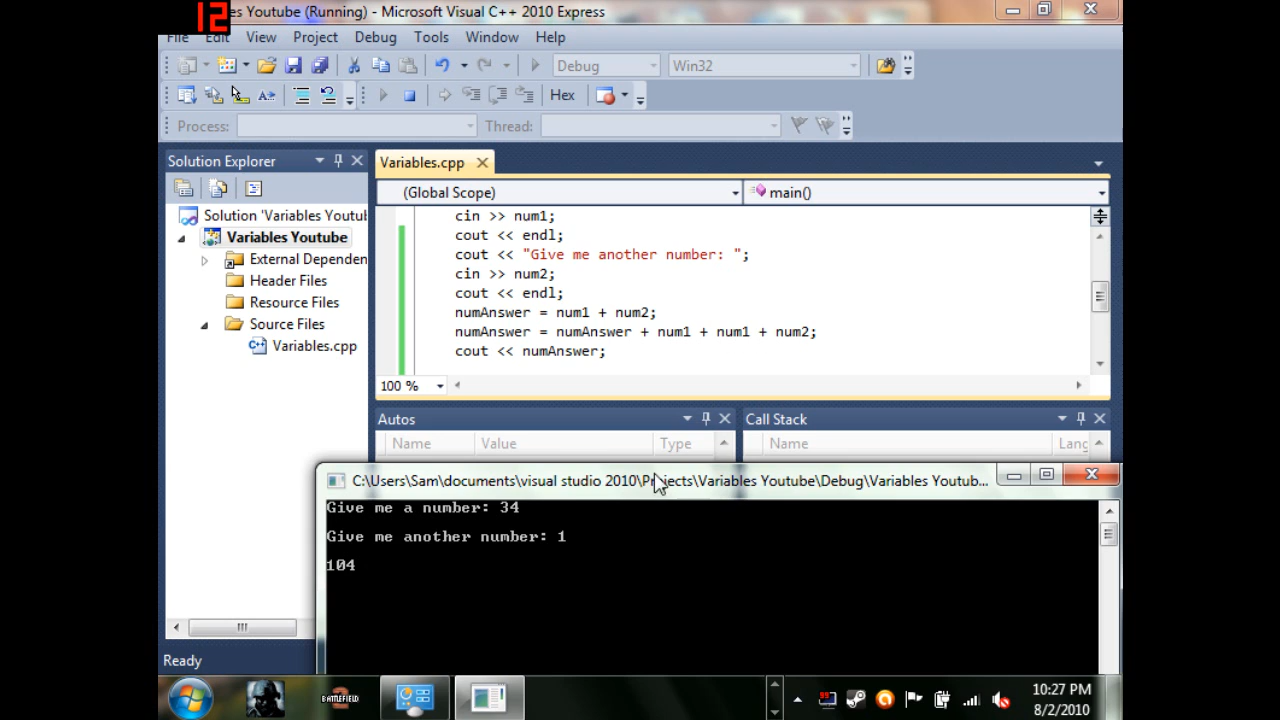 12
es Youtube (Running) - Microsoft Visual C++ 2010 Express
File Edit View Project Debug Tools Window Help
Debug Win32
Hex
Process: Thread:
Solution Explorer
Variables.cpp
(Global Scope) main()
Solution 'Variables Youtub
Variables Youtube
External Dependen
Header Files
Resource Files
Source Files
Variables.cpp
cin >> num1;
cout << endl;
cout << "Give me another number: ";
cin >> num2;
cout << endl;
numAnswer = num1 + num2;
numAnswer = numAnswer + num1 + num1 + num2;
cout << numAnswer;
100 %
Autos
Name Value Type
Call Stack
Name Lang
C:\Users\Sam\documents\visual studio 2010\Projects\Variables Youtube\Debug\Variables Youtub...
Give me a number: 34
Give me another number: 1
104
Ready
BATTLEFIELD
2
10:27 PM
8/2/2010